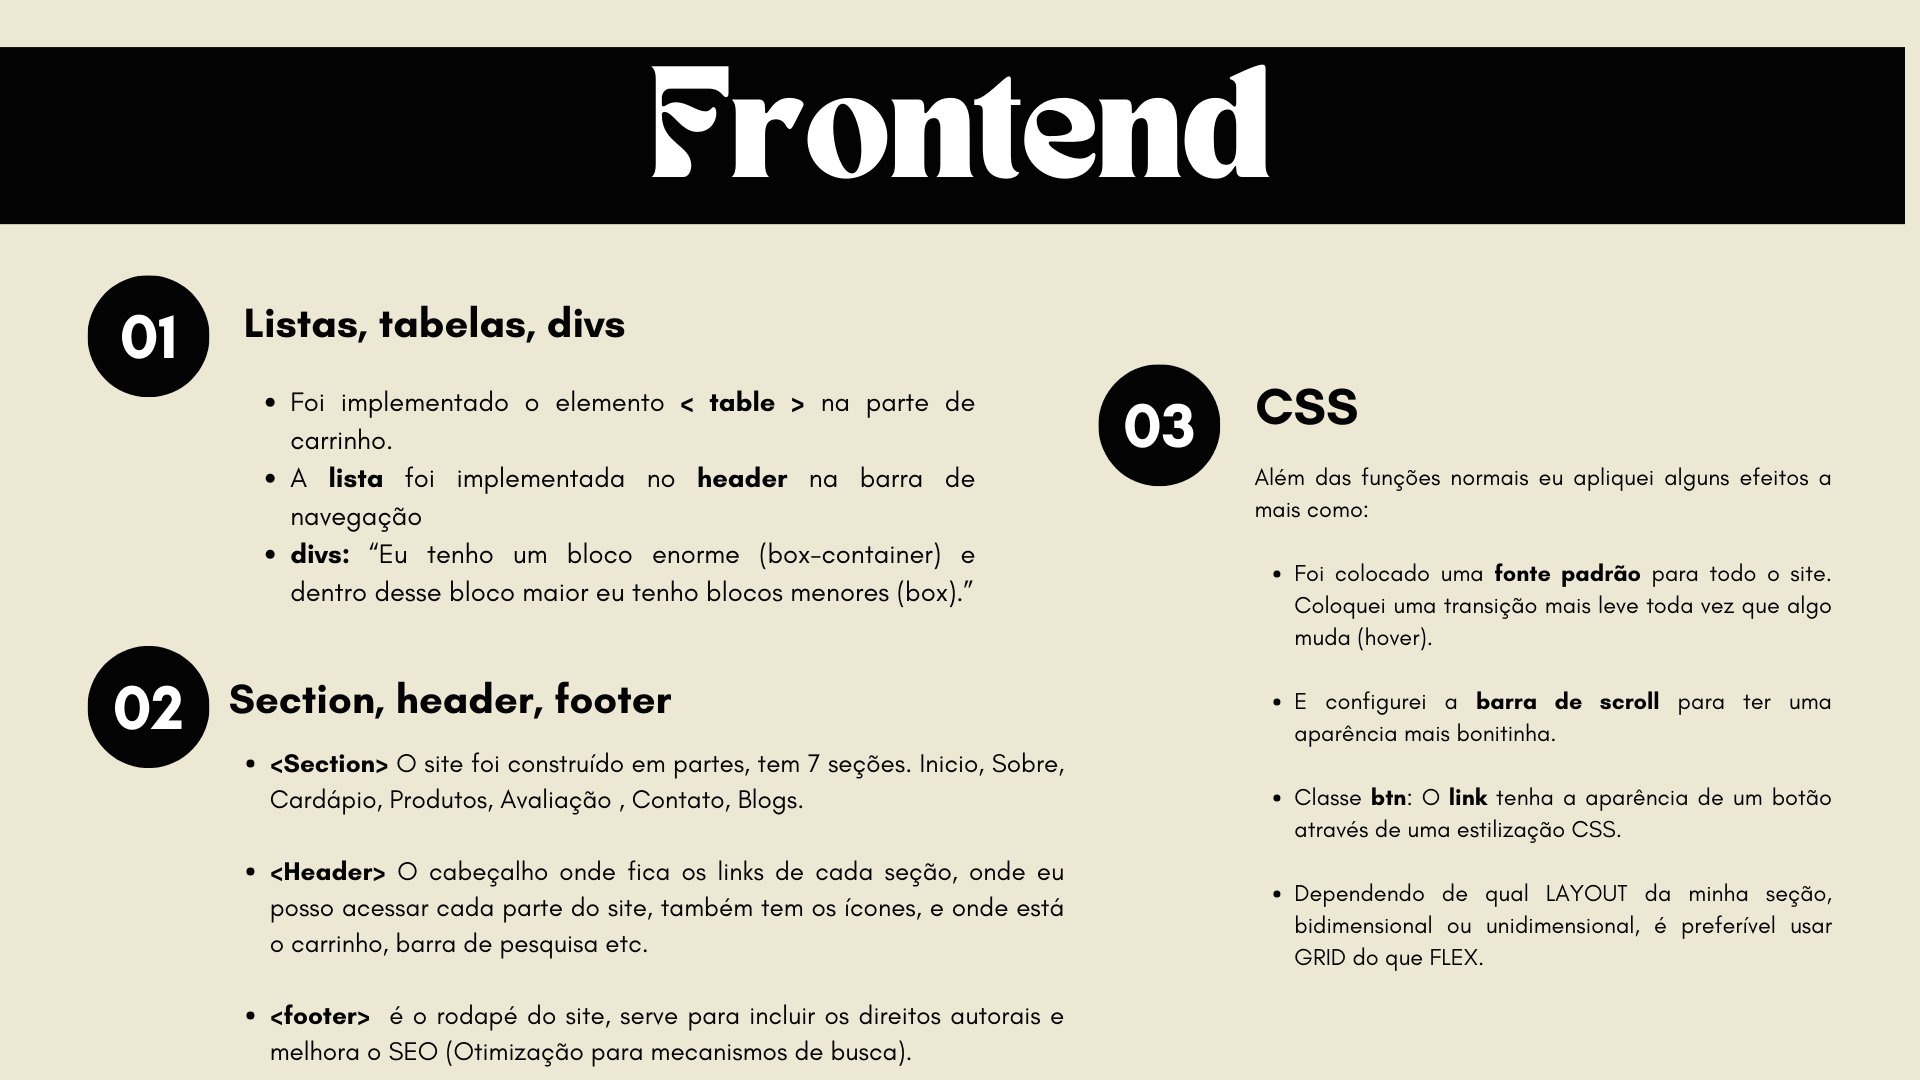 Frontend
01
Listas, tabelas, divs
• Foi implementado o elemento < table > na parte de
carrinho.
• A lista foi implementada no header na barra de
navegação
• divs: “Eu tenho um bloco enorme (box-container) e
dentro desse bloco maior eu tenho blocos menores (box).”
02
Section, header, footer
• <Section> O site foi construído em partes, tem 7 seções. Inicio, Sobre,
Cardápio, Produtos, Avaliação , Contato, Blogs.
• <Header> O cabeçalho onde fica os links de cada seção, onde eu
posso acessar cada parte do site, também tem os ícones, e onde está
o carrinho, barra de pesquisa etc.
• <footer> é o rodapé do site, serve para incluir os direitos autorais e
melhora o SEO (Otimização para mecanismos de busca).
03
CSS
Além das funções normais eu apliquei alguns efeitos a
mais como:
• Foi colocado uma fonte padrão para todo o site.
Coloquei uma transição mais leve toda vez que algo
muda (hover).
• E configurei a barra de scroll para ter uma
aparência mais bonitinha.
• Classe btn: O link tenha a aparência de um botão
através de uma estilização CSS.
• Dependendo de qual LAYOUT da minha seção,
bidimensional ou unidimensional, é preferível usar
GRID do que FLEX.